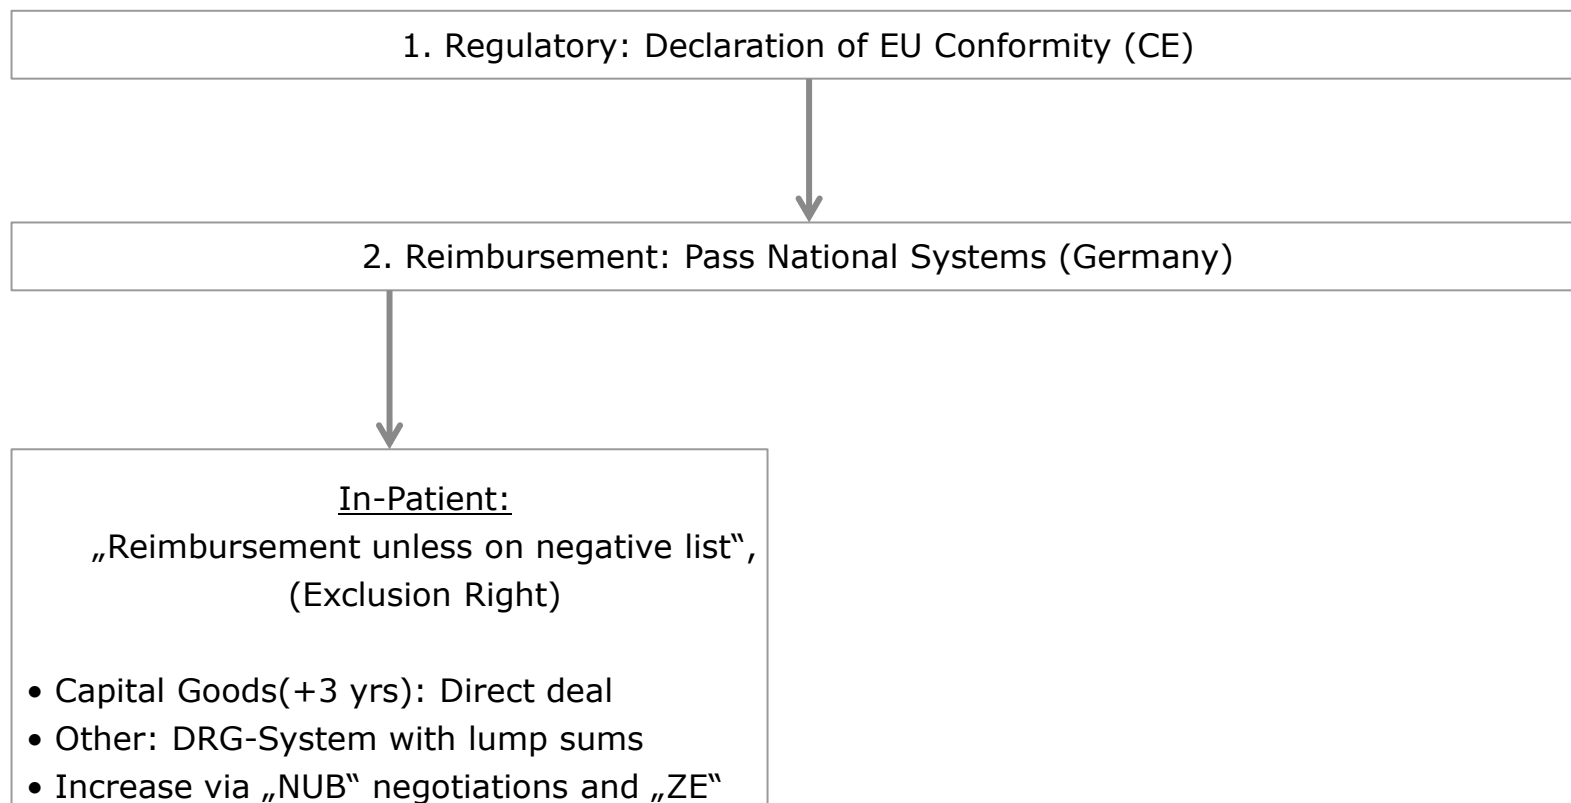 1. Regulatory: Declaration of EU Conformity (CE)
2. Reimbursement: Pass National Systems (Germany)
In-Patient:
„Reimbursement unless on negative list“,
(Exclusion Right)
• Capital Goods(+3 yrs): Direct deal
• Other: DRG-System with lump sums
• Increase via „NUB“ negotiations and „ZE“